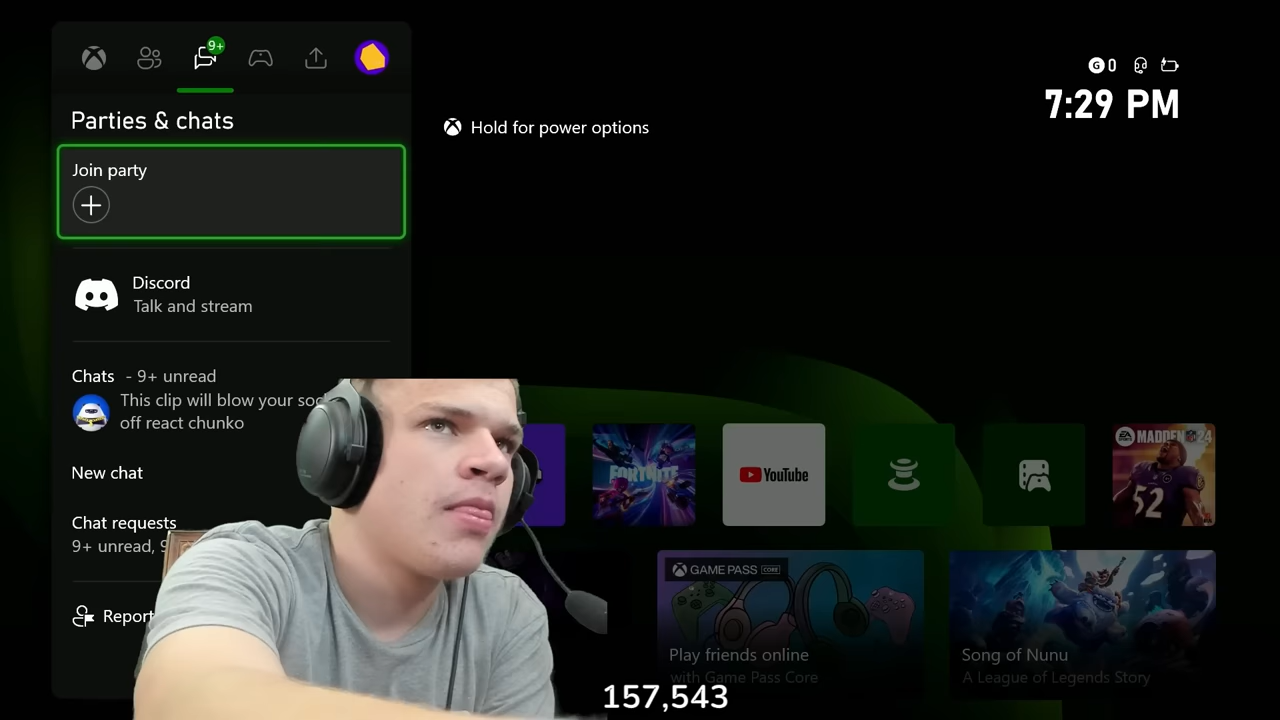 9+
Parties & chats
Join party
Discord
Talk and stream
Chats - 9+ unread
This clip will blow your
off react chunko
New chat
Chat requests
9+ unread,
Report
Hold for power options
G 0
7:29 PM
FORTNITE
YouTube
EA MADDEN NFL 24
52
GAME PASS CORE
Play friends online
with Game Pass Core
Song of Nunu
A League of Legends Story
157,543